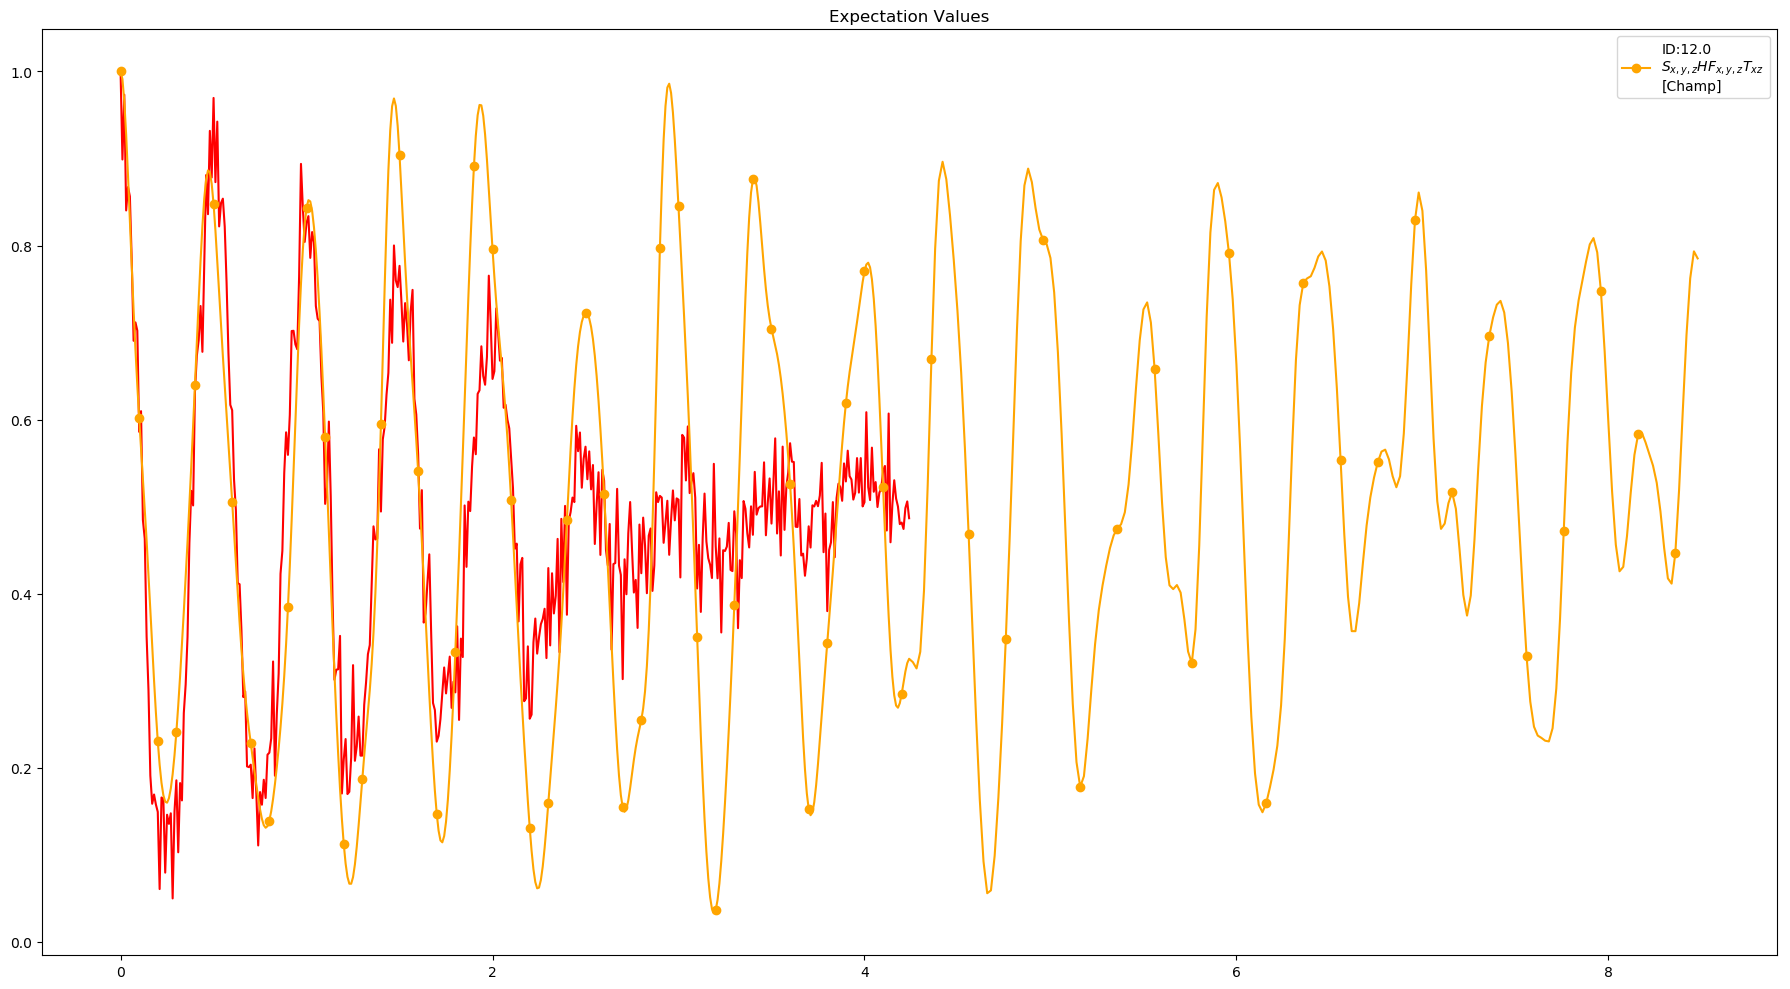 Expectation Values
ID:12.0
S_{x,y,z}HF_{x,y,z}T_{xz}
[Champ]
1.0
0.8
0.6
0.4
0.2
0.0
0 2 4 6 8